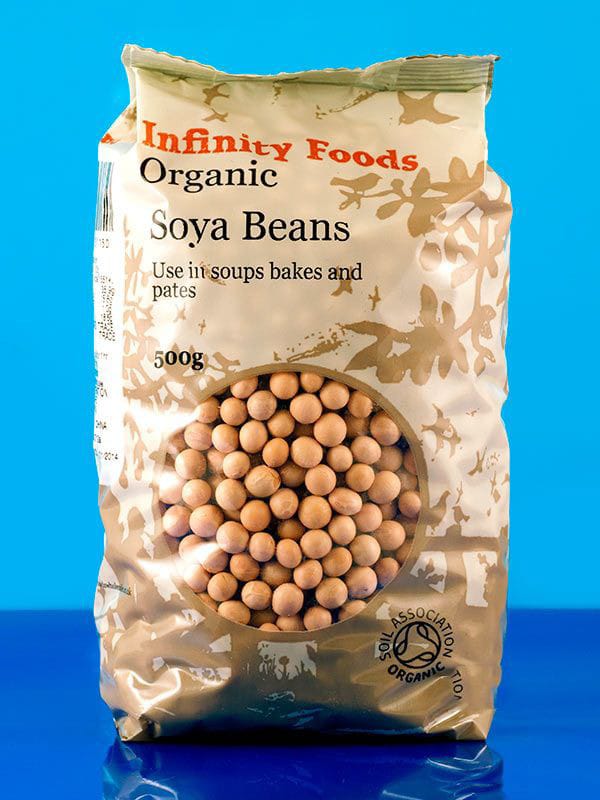 Infinity Foods
Organic
Soya Beans
Use in soups bakes and
pates
500g
SOIL ASSOCIATION
ORGANIC